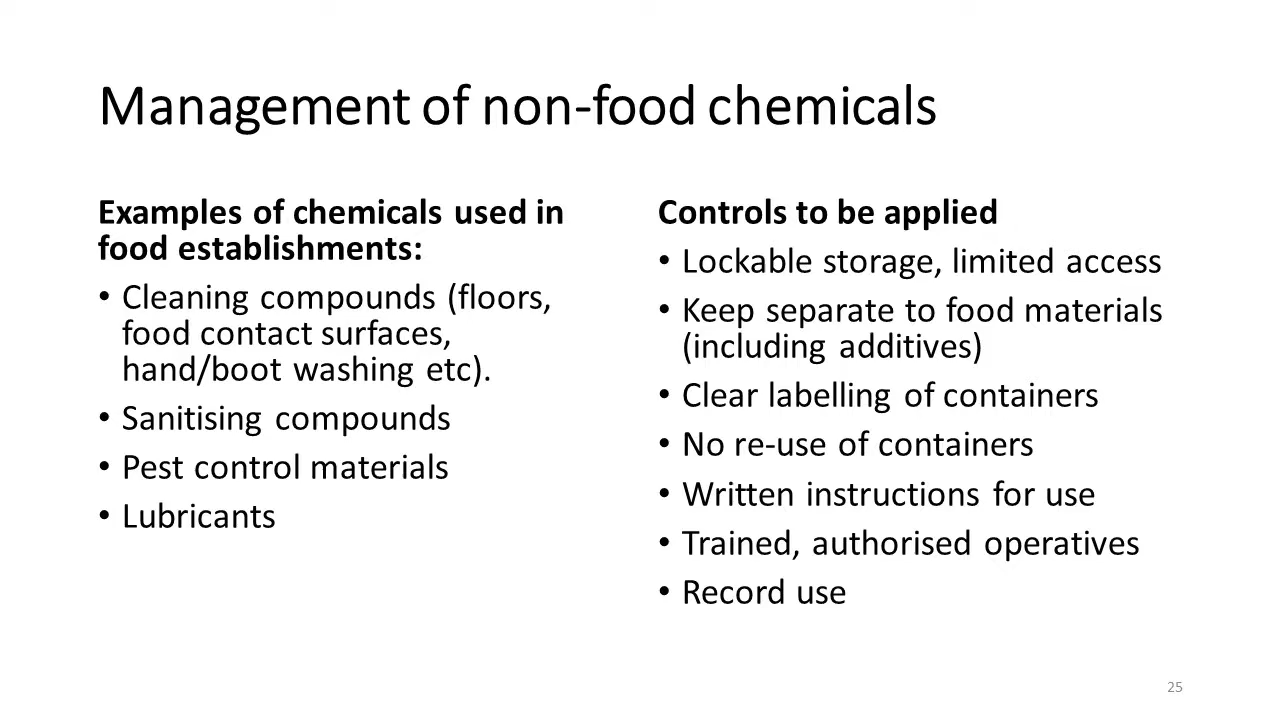 Management of non-food chemicals
Examples of chemicals used in
food establishments:
• Cleaning compounds (floors,
food contact surfaces,
hand/boot washing etc).
• Sanitising compounds
• Pest control materials
• Lubricants
Controls to be applied
• Lockable storage, limited access
• Keep separate to food materials
(including additives)
• Clear labelling of containers
• No re-use of containers
• Written instructions for use
• Trained, authorised operatives
• Record use
25